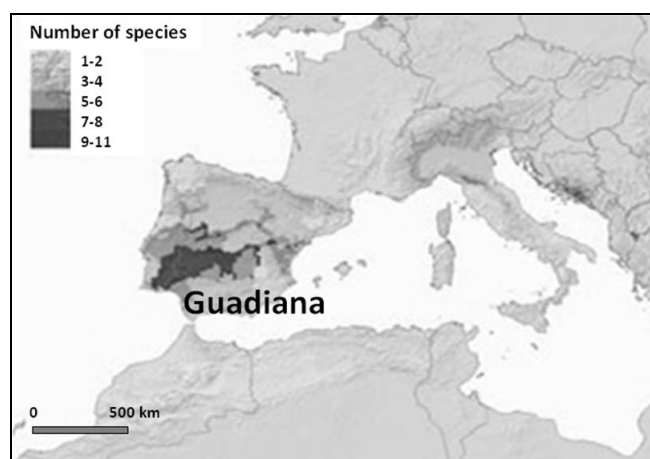 Number of species
1-2
3-4
5-6
7-8
9-11
Guadiana
0 500 km